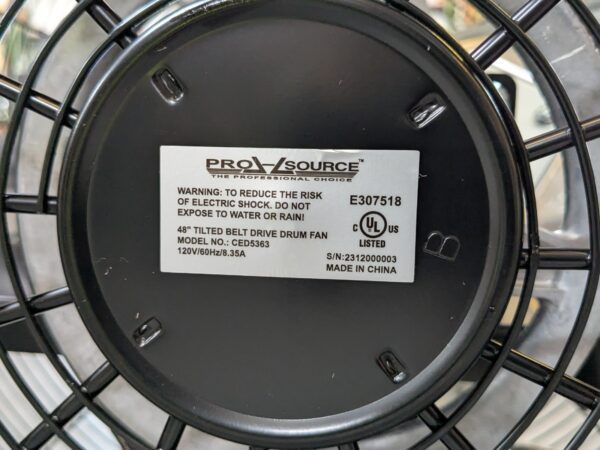 PRO SOURCE™
THE PROFESSIONAL CHOICE
WARNING: TO REDUCE THE RISK
OF ELECTRIC SHOCK. DO NOT
EXPOSE TO WATER OR RAIN!
E307518
48" TILTED BELT DRIVE DRUM FAN
MODEL NO.: CED5363
120V/60Hz/8.35A
C UL US
LISTED
S/N:2312000003
MADE IN CHINA
B